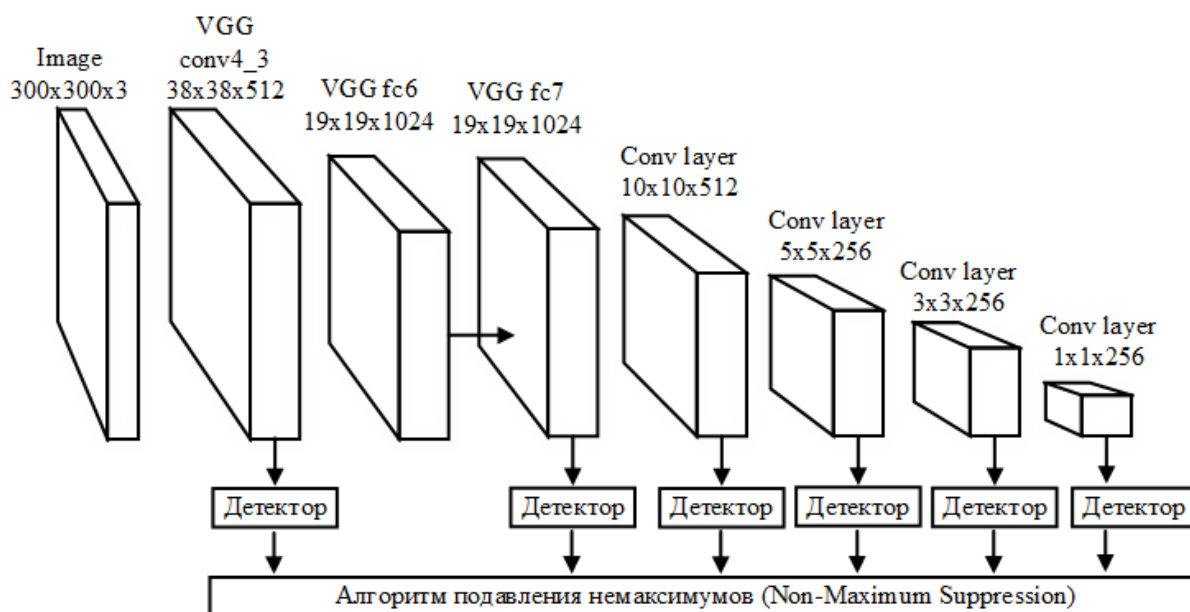 Image
300x300x3
VGG
conv4_3
38x38x512
VGG fc6
19x19x1024
VGG fc7
19x19x1024
Conv layer
10x10x512
Conv layer
5x5x256
Conv layer
3x3x256
Conv layer
1x1x256
Детектор
Детектор
Детектор
Детектор
Детектор
Детектор
Алгоритм подавления немаксимумов (Non-Maximum Suppression)